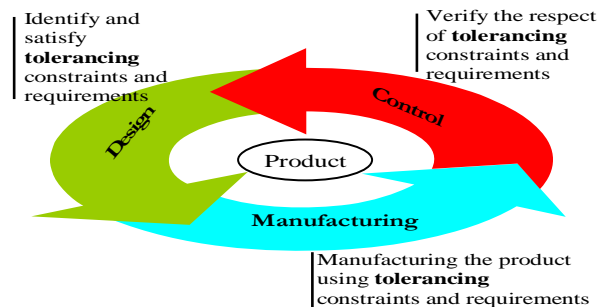 Identify and
satisfy
tolerancing
constraints and
requirements
Verify the respect
of tolerancing
constraints and
requirements
Design
Control
Product
Manufacturing
Manufacturing the product
using tolerancing
constraints and requirements